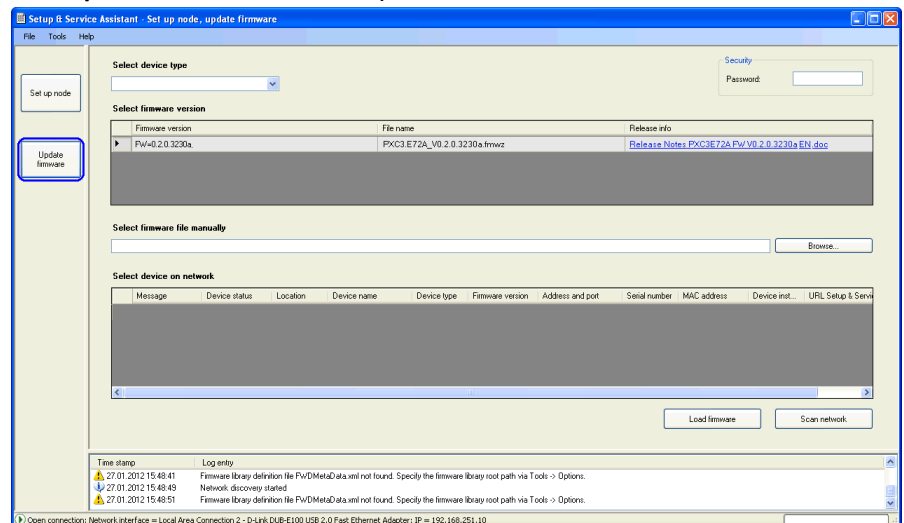 Setup & Service Assistant - Set up node, update firmware
File Tools Help
Set up node
Update
firmware
Select device type
Security
Password:
Select firmware version
Firmware version File name Release info
FW=0.2.0.3230a, PXC3.E72A_V0.2.0.3230a.fmwz Release Notes PXC3E72A FW V0.2.0.3230a EN.doc
Select firmware file manually
Browse...
Select device on network
Message Device status Location Device name Device type Firmware version Address and port Serial number MAC address Device inst... URL Setup & Servi
Load firmware Scan network
Time stamp Log entry
27.01.2012 15:48:41 Firmware library definition file FWDMetaData.xml not found. Specify the firmware library root path via Tools -> Options.
27.01.2012 15:48:49 Network discovery started
27.01.2012 15:48:51 Firmware library definition file FWDMetaData.xml not found. Specify the firmware library root path via Tools -> Options.
Open connection: Network interface = Local Area Connection 2 - D-Link DUB-E100 USB 2.0 Fast Ethernet Adapter: IP = 192.168.251.10